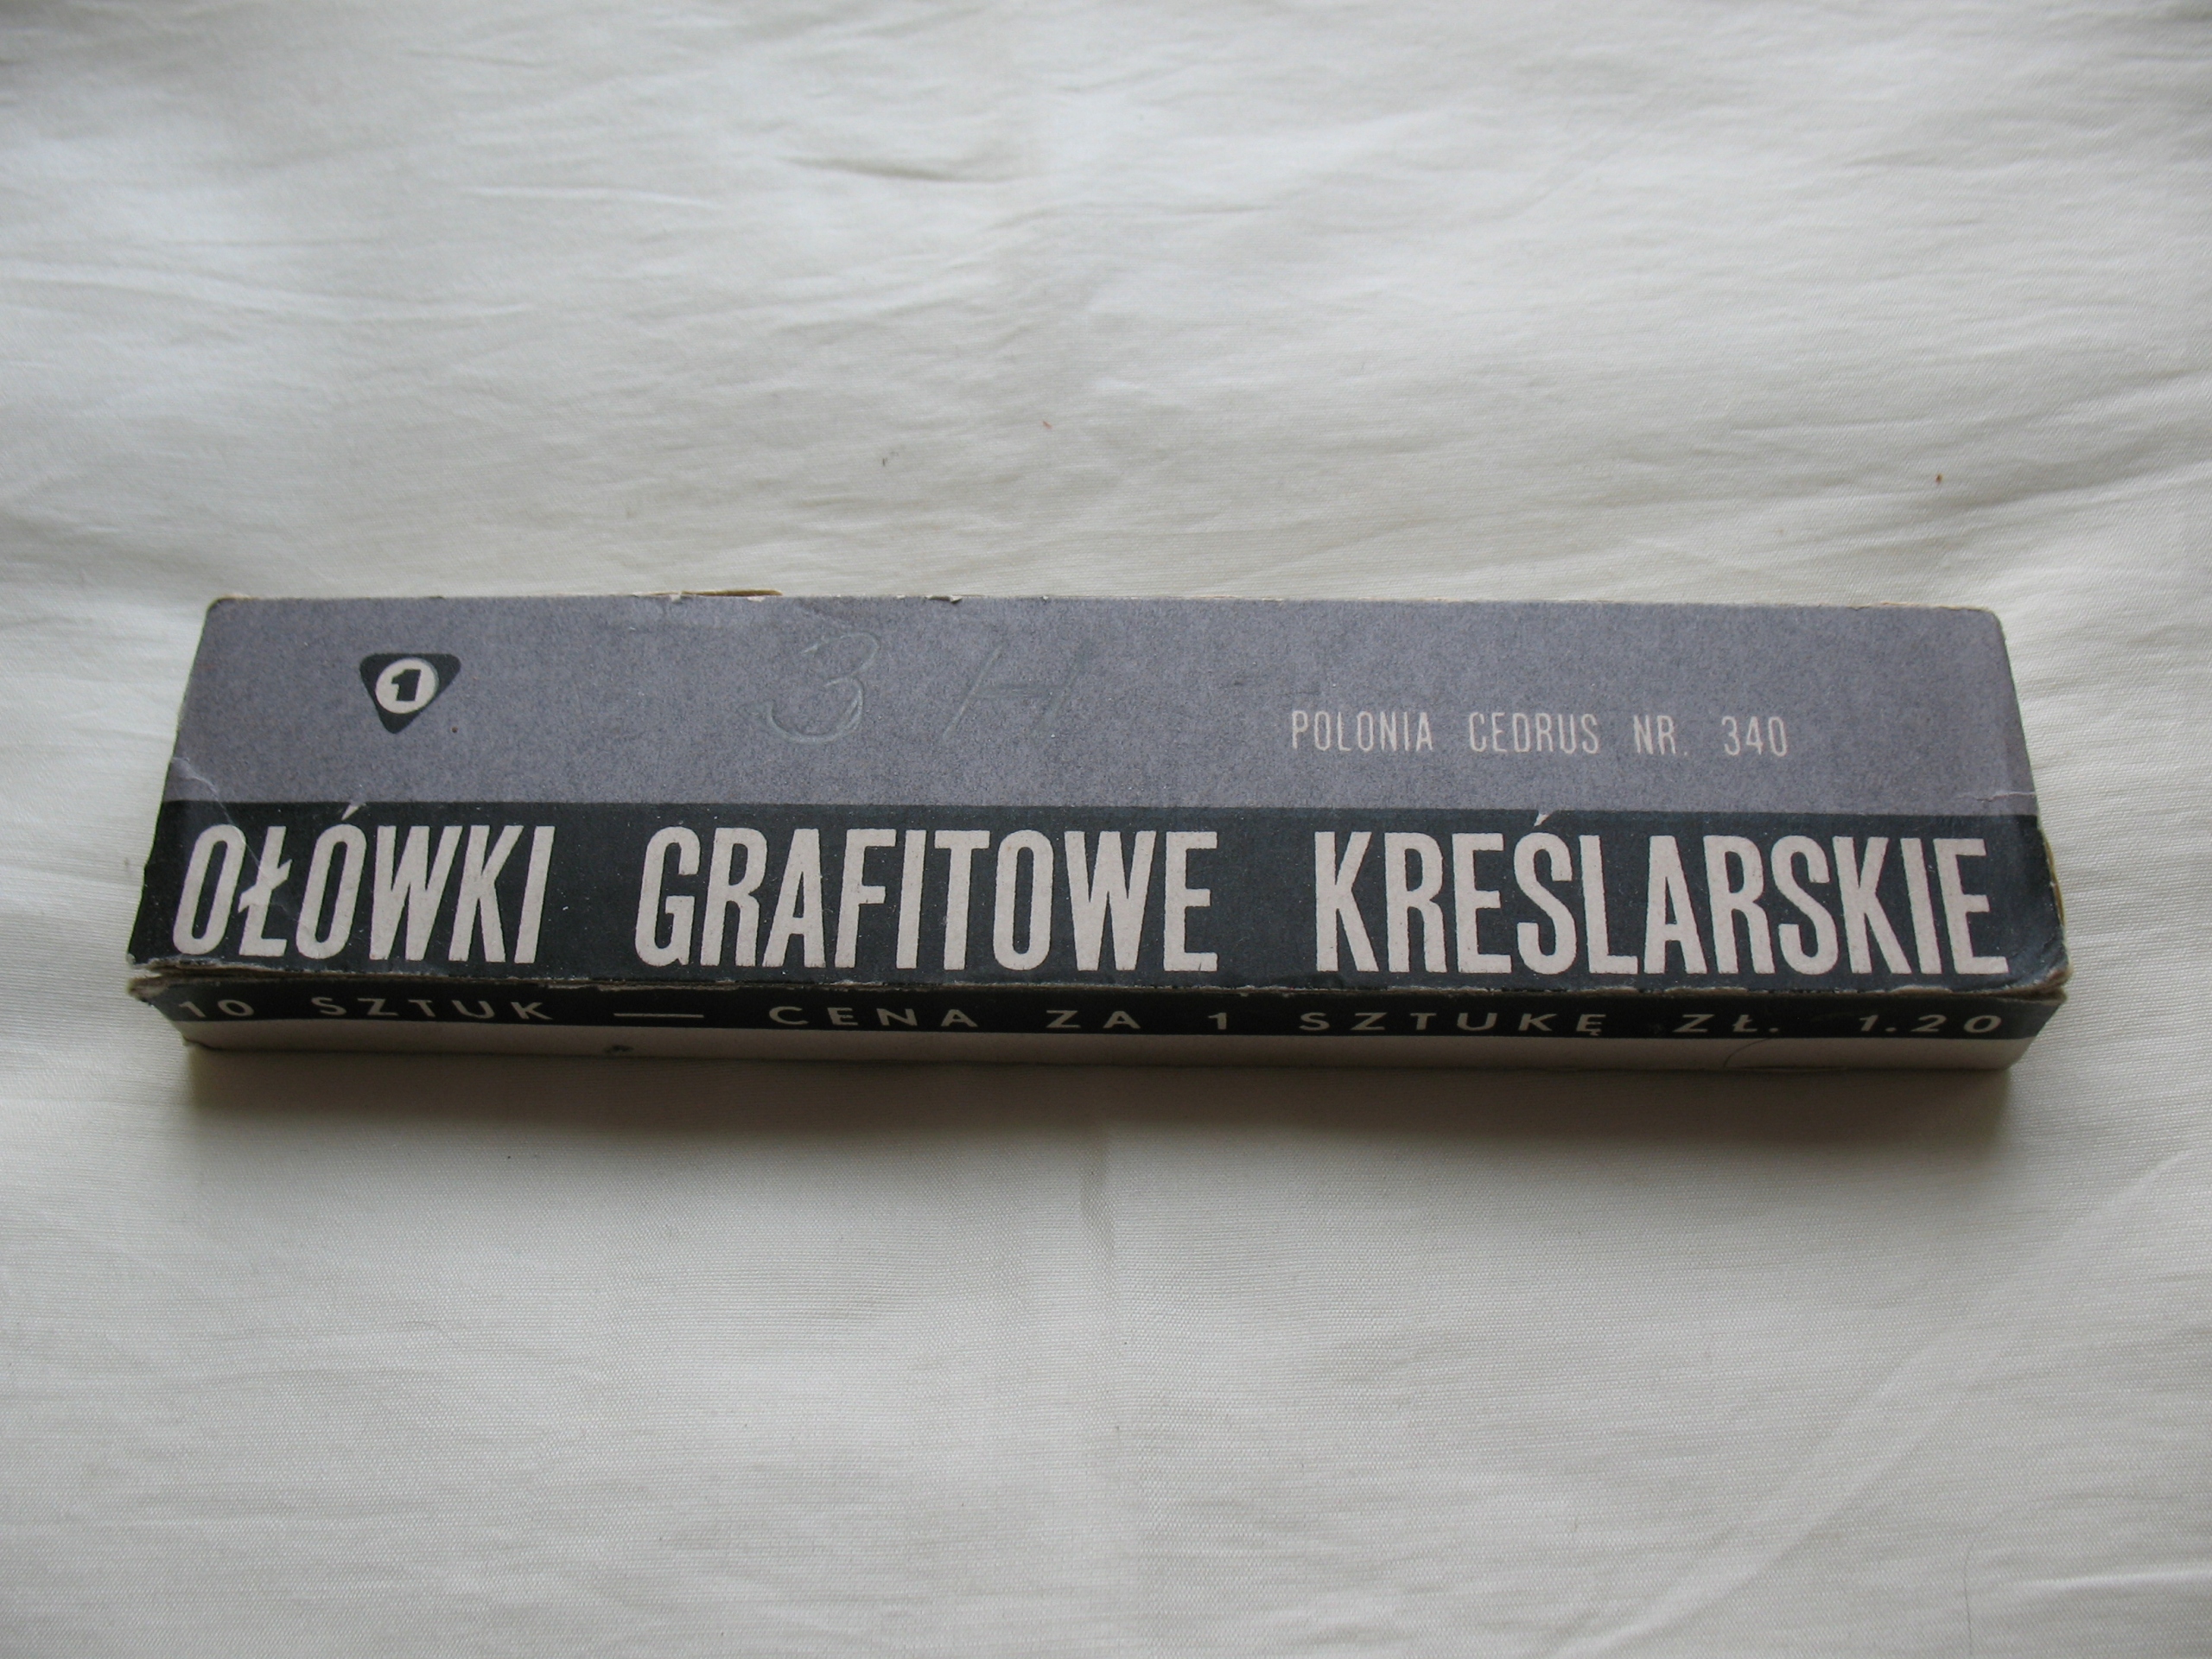 1
3H
POLONIA CEDRUS NR. 340
OŁÓWKI GRAFITOWE KREŚLARSKIE
10 SZTUK — CENA ZA 1 SZTUKĘ ZŁ. 1.20